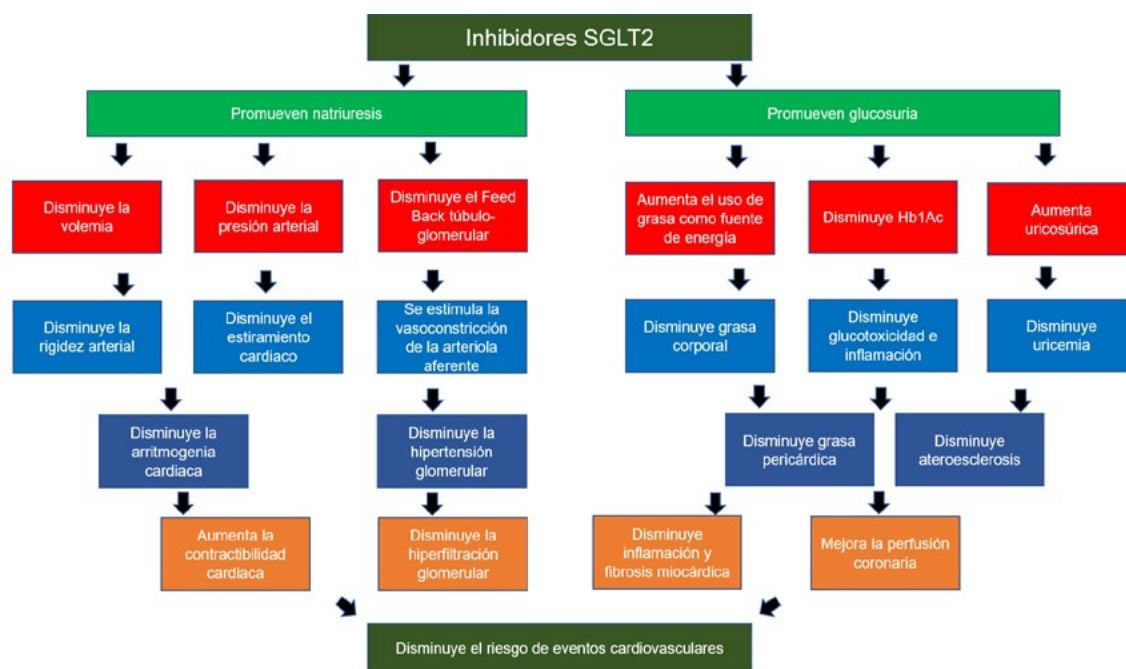 Inhibidores SGLT2
Promueven natriuresis
Promueven glucosuria
Disminuye la
volemia
Disminuye la
presión arterial
Disminuye el Feed
Back túbulo-
glomerular
Aumenta el uso de
grasa como fuente
de energía
Disminuye Hb1Ac
Aumenta
uricosúrica
Disminuye la
rigidez arterial
Disminuye el
estiramiento
cardiaco
Se estimula la
vasoconstricción
de la arteriola
aferente
Disminuye grasa
corporal
Disminuye
glucotoxicidad e
inflamación
Disminuye
uricemia
Disminuye la
arritmogenia
cardiaca
Disminuye la
hipertensión
glomerular
Disminuye grasa
pericárdica
Disminuye
ateroesclerosis
Aumenta la
contractibilidad
cardiaca
Disminuye la
hiperfiltración
glomerular
Disminuye
inflamación y
fibrosis miocárdica
Mejora la perfusión
coronaria
Disminuye el riesgo de eventos cardiovasculares